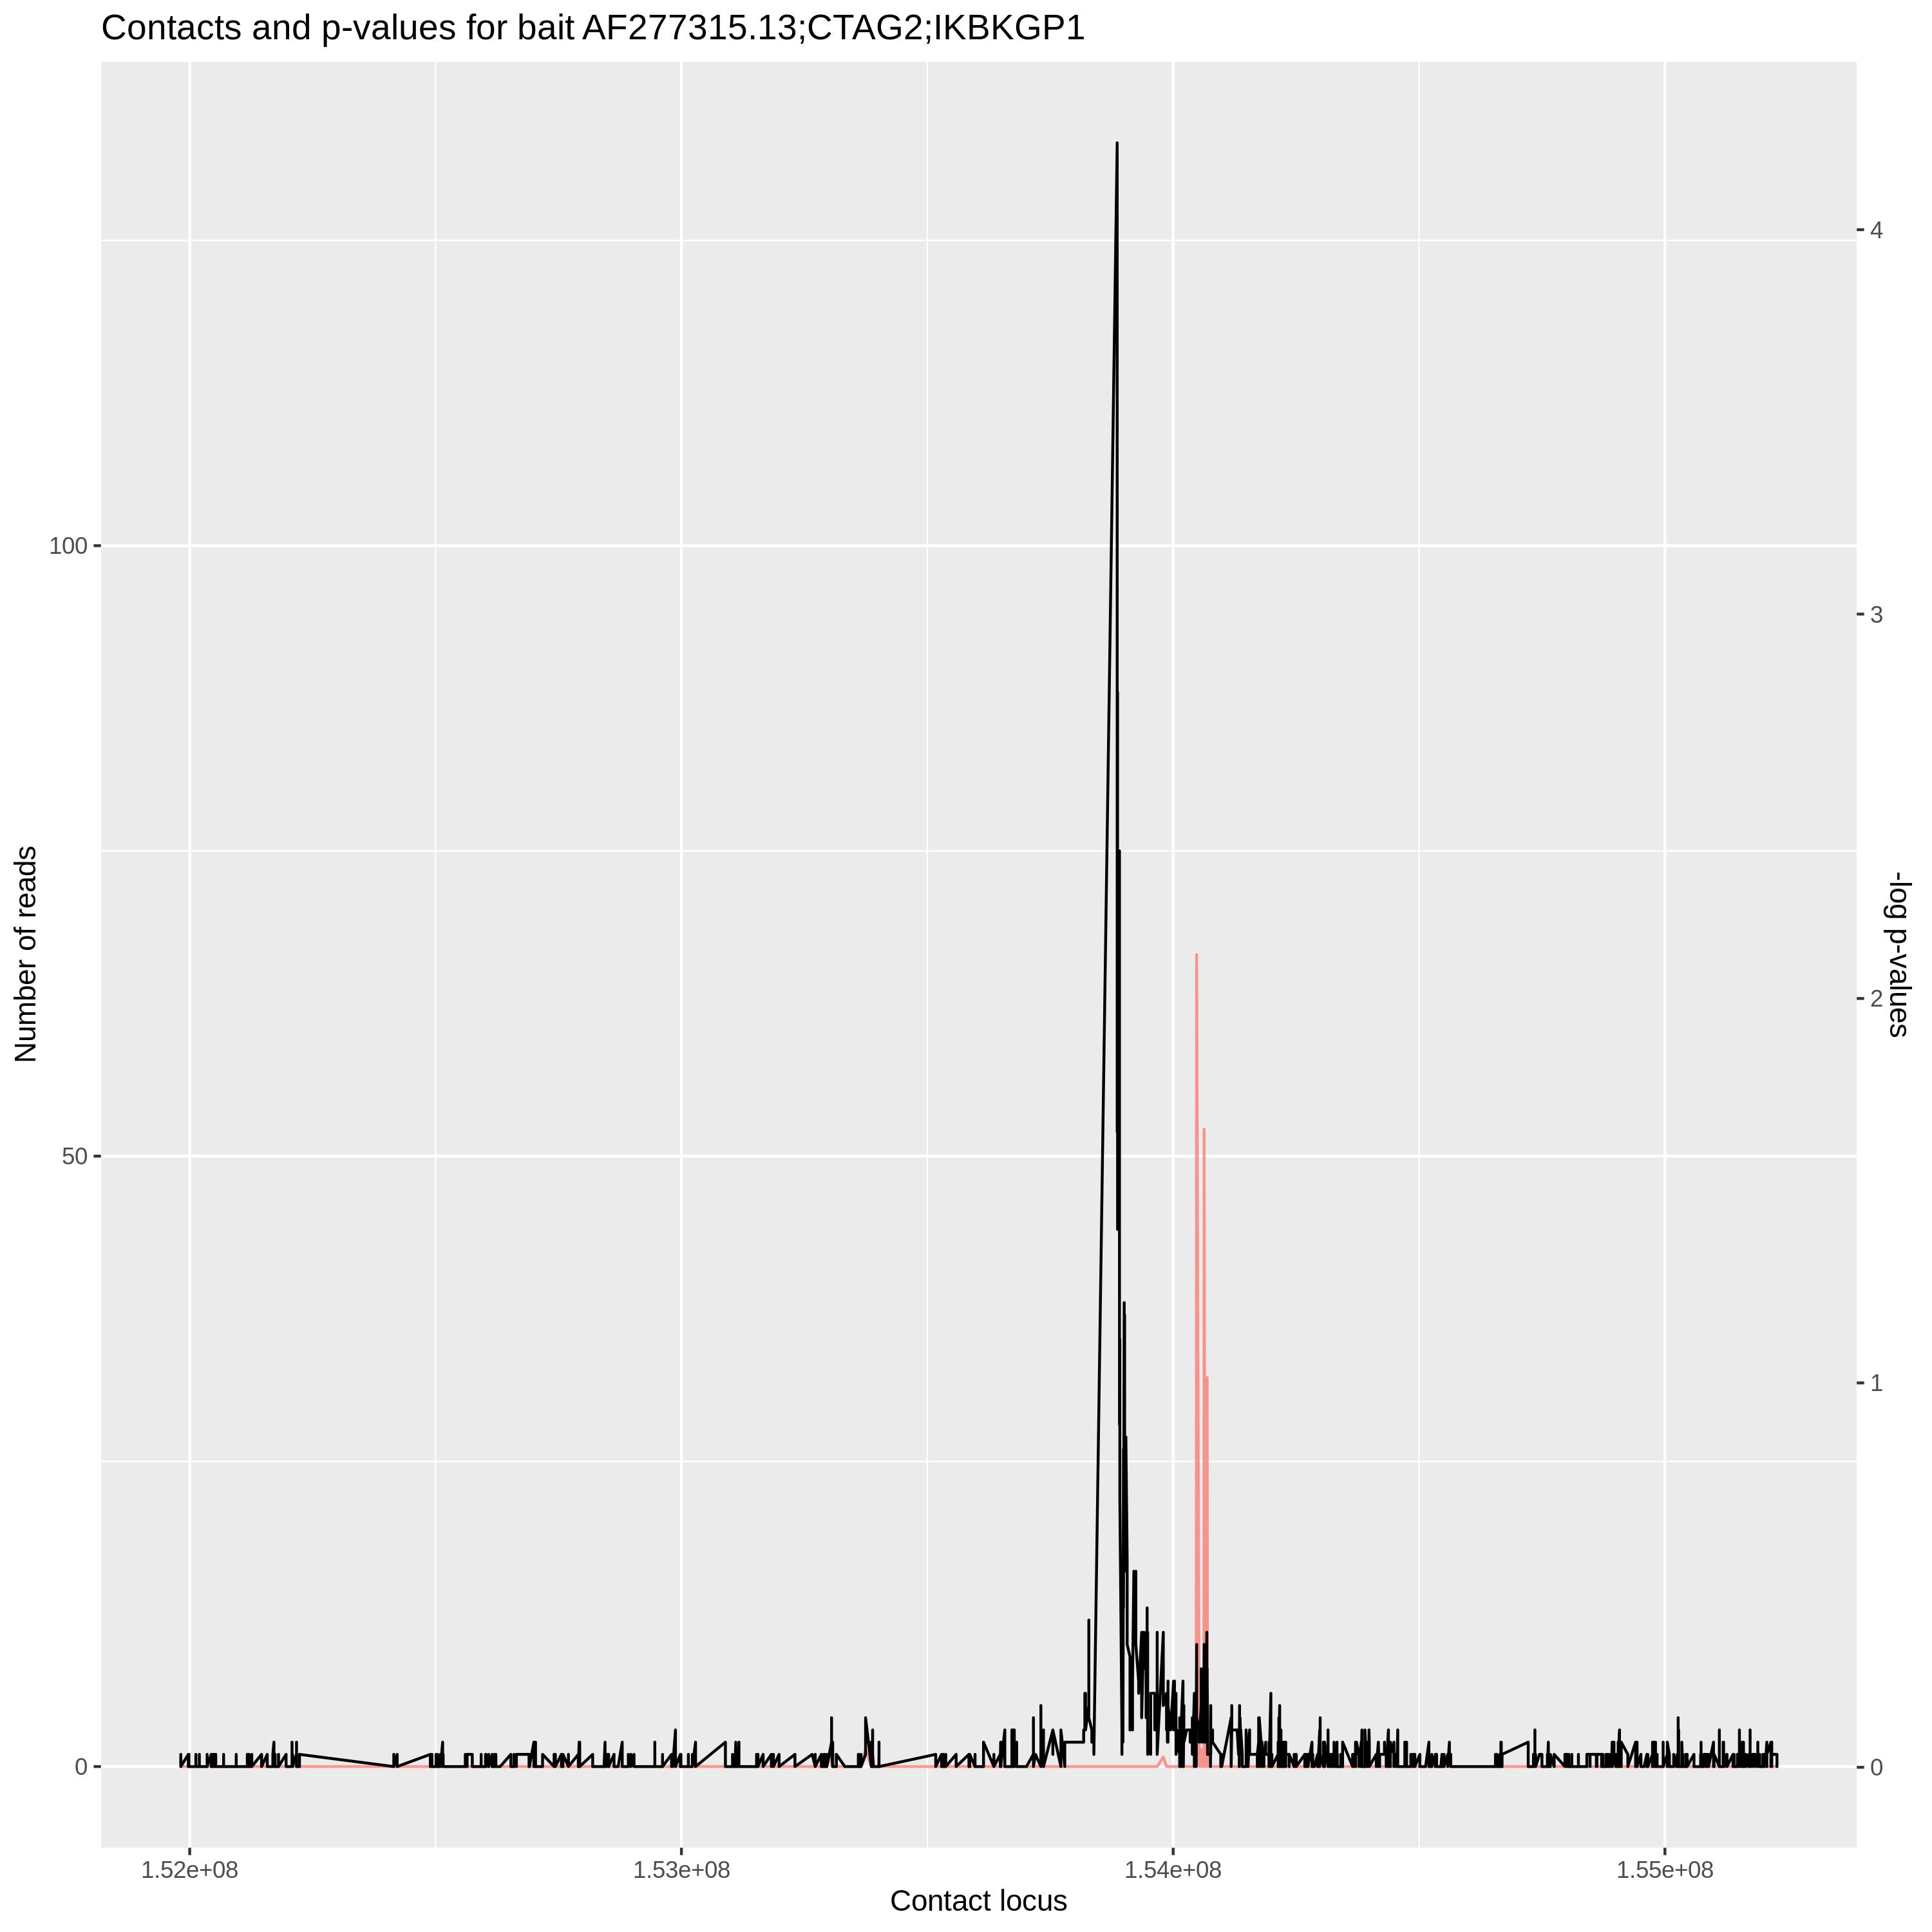 Contacts and p-values for bait AF277315.13;CTAG2;IKBKGP1
Number of reads
100
50
0
4
3
2
1
0
-log p-values
1.52e+08
1.53e+08
1.54e+08
1.55e+08
Contact locus